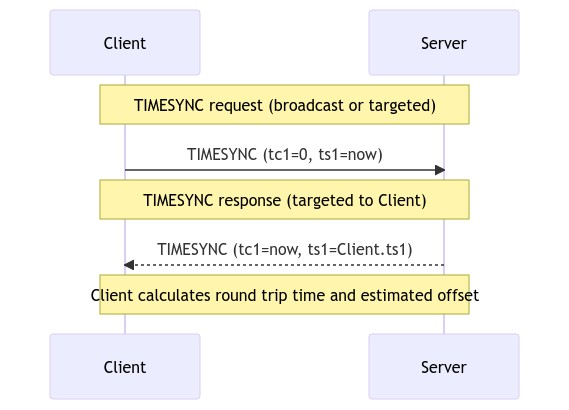 Client
Server
TIMESYNC request (broadcast or targeted)
TIMESYNC (tc1=0, ts1=now)
TIMESYNC response (targeted to Client)
TIMESYNC (tc1=now, ts1=Client.ts1)
Client calculates round trip time and estimated offset
Client
Server